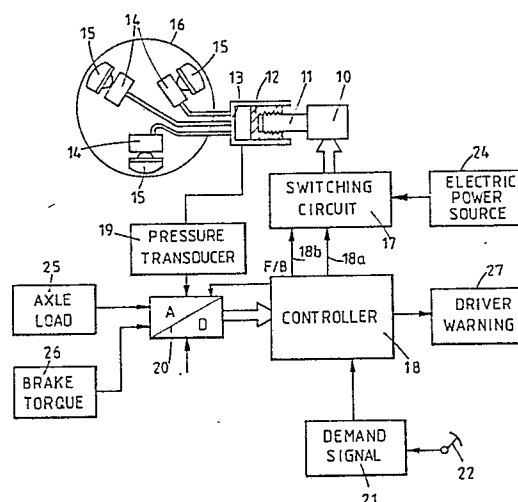 15
14
16
14
15
13
12
11
10
14
15
SWITCHING
CIRCUIT
17
24
ELECTRIC
POWER
SOURCE
19
PRESSURE
TRANSDUCER
F/B
18b
18a
25
AXLE
LOAD
A
D
20
CONTROLLER
18
27
DRIVER
WARNING
26
BRAKE
TORQUE
DEMAND
SIGNAL
21
22